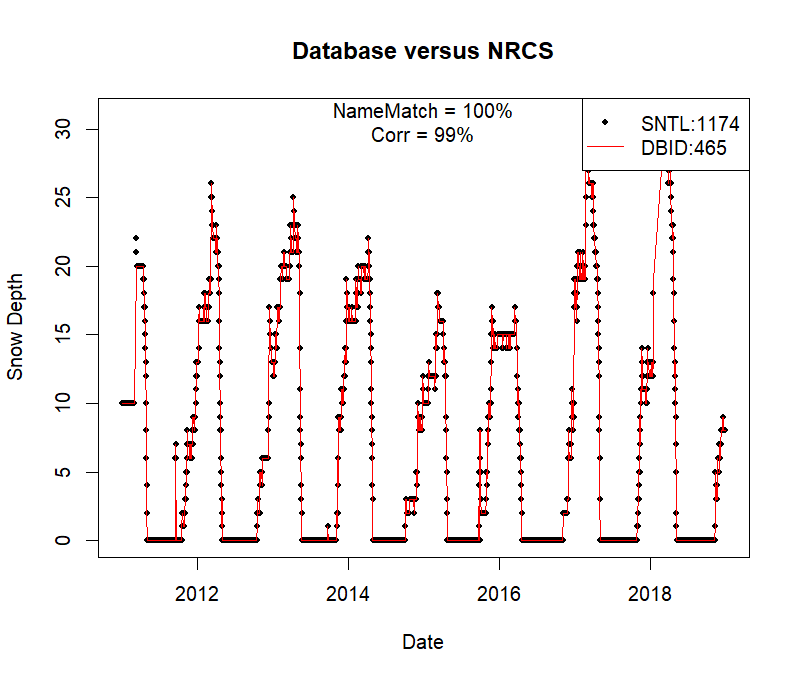 Database versus NRCS
NameMatch = 100%
Corr = 99%
SNTL:1174
DBID:465
30
25
20
15
10
5
0
Snow Depth
2012
2014
2016
2018
Date